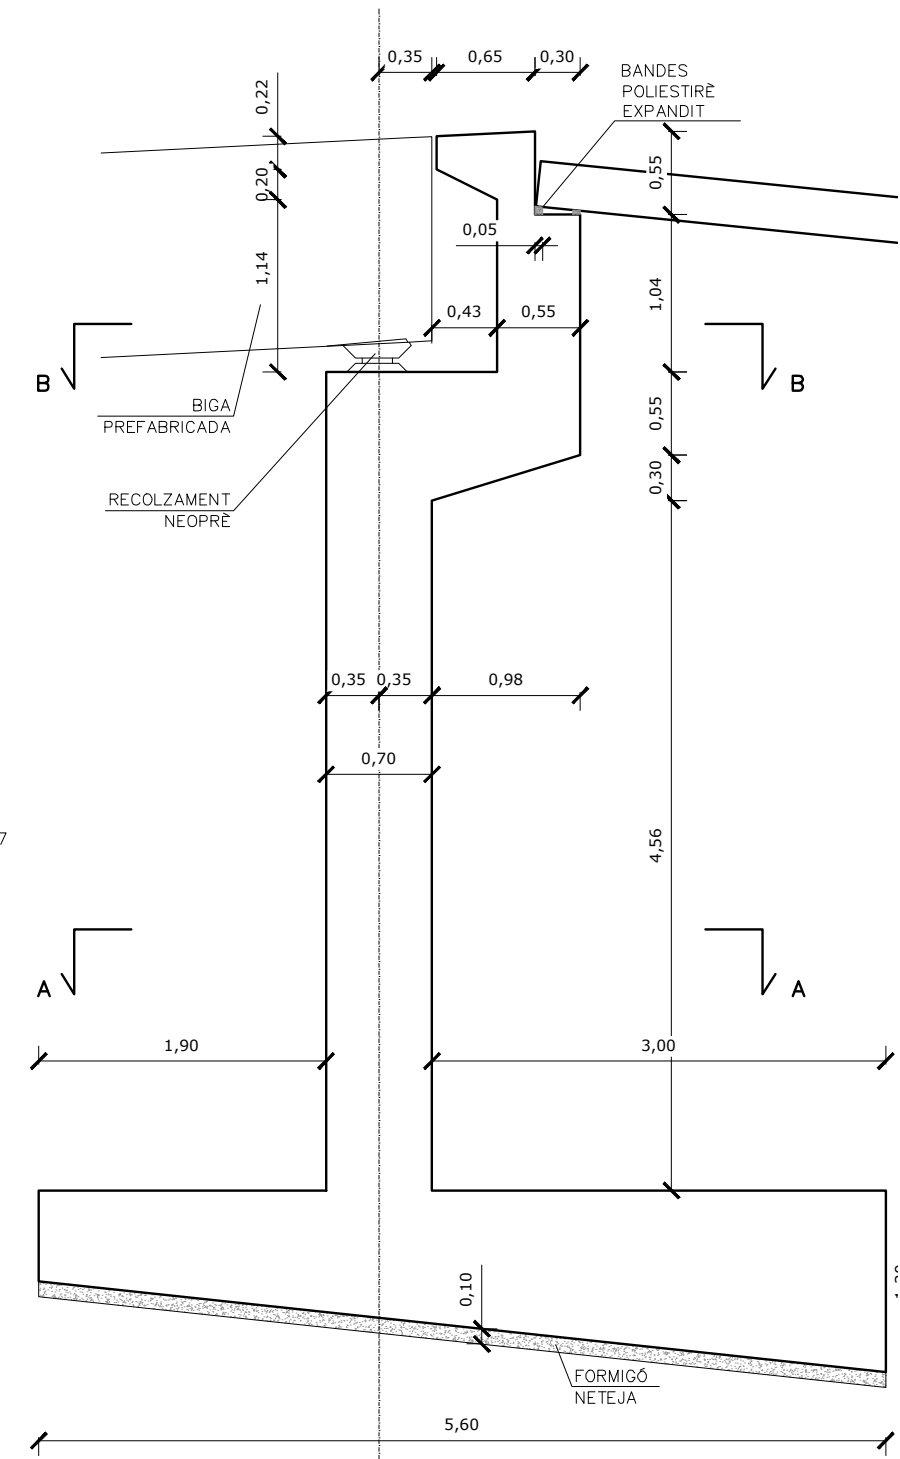 0,35
0,65
0,30
BANDES
POLIESTIRÈ
EXPANDIT
0,22
0,20
0,55
0,05
1,14
1,04
0,43
0,55
B
B
BIGA
PREFABRICADA
0,55
0,30
RECOLZAMENT
NEOPRÈ
0,35
0,35
0,98
0,70
7
4,56
A
A
1,90
3,00
0,10
FORMIGÓ
NETEJA
5,60